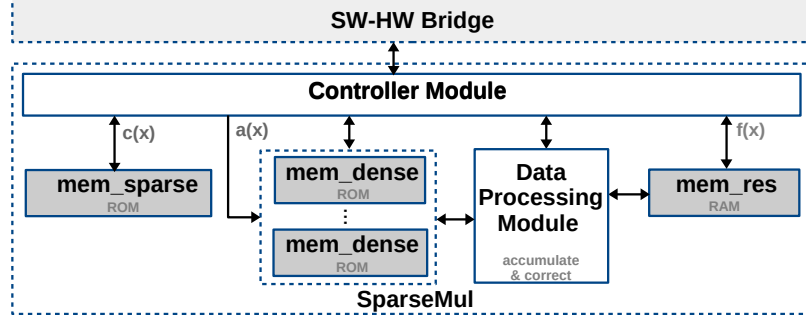 SW-HW Bridge
Controller Module
c(x)
a(x)
f(x)
mem_sparse
ROM
mem_dense
ROM
⋮
mem_dense
ROM
Data
Processing
Module
accumulate
& correct
mem_res
RAM
SparseMul